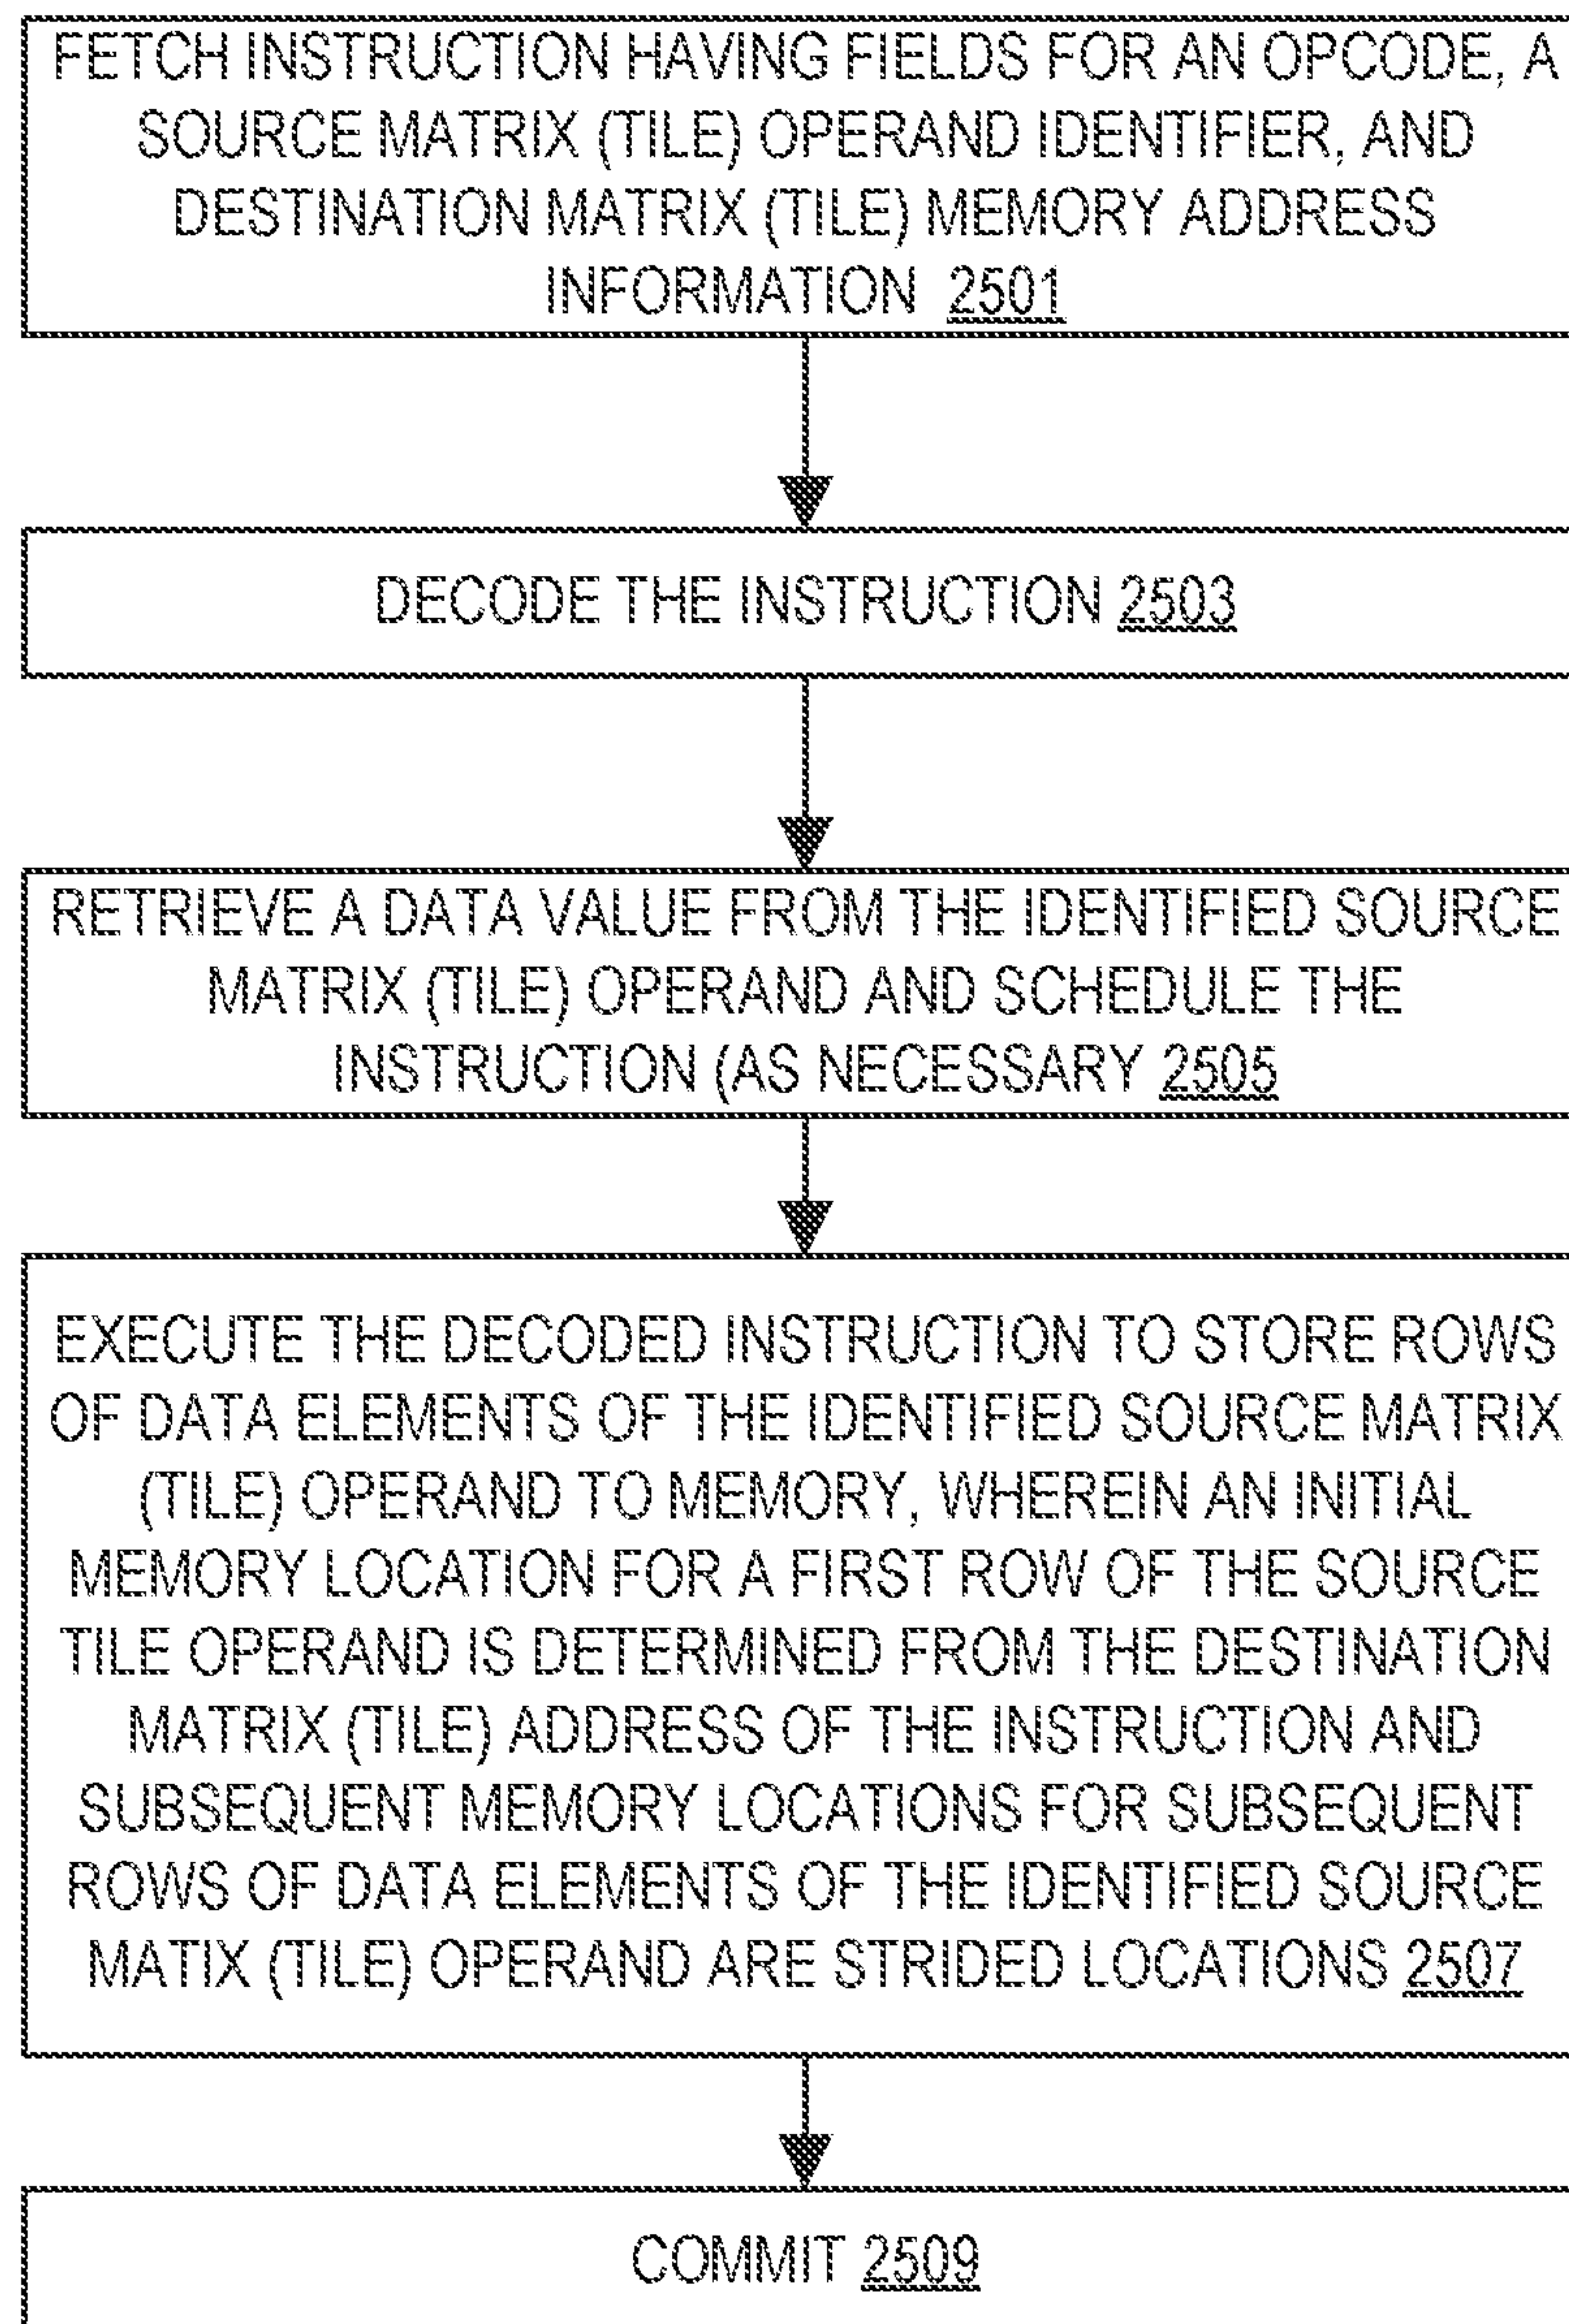 FETCH INSTRUCTION HAVING FIELDS FOR AN OPCODE, A
SOURCE MATRIX (TILE) OPERAND IDENTIFIER, AND
DESTINATION MATRIX (TILE) MEMORY ADDRESS
INFORMATION 2501
DECODE THE INSTRUCTION 2503
RETRIEVE A DATA VALUE FROM THE IDENTIFIED SOURCE
MATRIX (TILE) OPERAND AND SCHEDULE THE
INSTRUCTION (AS NECESSARY 2505
EXECUTE THE DECODED INSTRUCTION TO STORE ROWS
OF DATA ELEMENTS OF THE IDENTIFIED SOURCE MATRIX
(TILE) OPERAND TO MEMORY, WHEREIN AN INITIAL
MEMORY LOCATION FOR A FIRST ROW OF THE SOURCE
TILE OPERAND IS DETERMINED FROM THE DESTINATION
MATRIX (TILE) ADDRESS OF THE INSTRUCTION AND
SUBSEQUENT MEMORY LOCATIONS FOR SUBSEQUENT
ROWS OF DATA ELEMENTS OF THE IDENTIFIED SOURCE
MATIX (TILE) OPERAND ARE STRIDED LOCATIONS 2507
COMMIT 2509